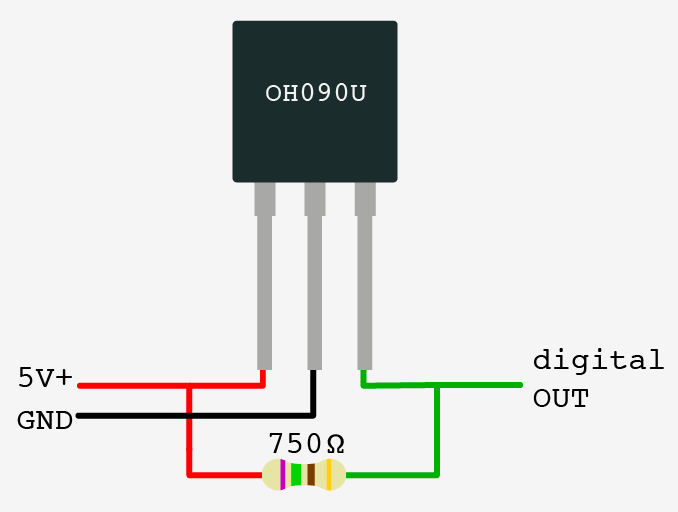 OH090U
5V+
GND
750Ω
digital
OUT